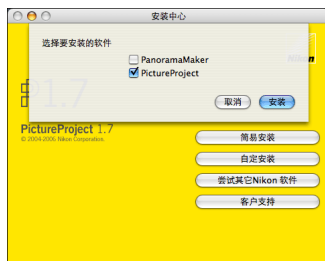 安装中心
选择要安装的软件
PanoramaMaker
PictureProject
取消 安装
P1.7
PictureProject 1.7
© 2004-2006 Nikon Corporation.
简易安装
自定安装
尝试其它Nikon 软件
客户支持